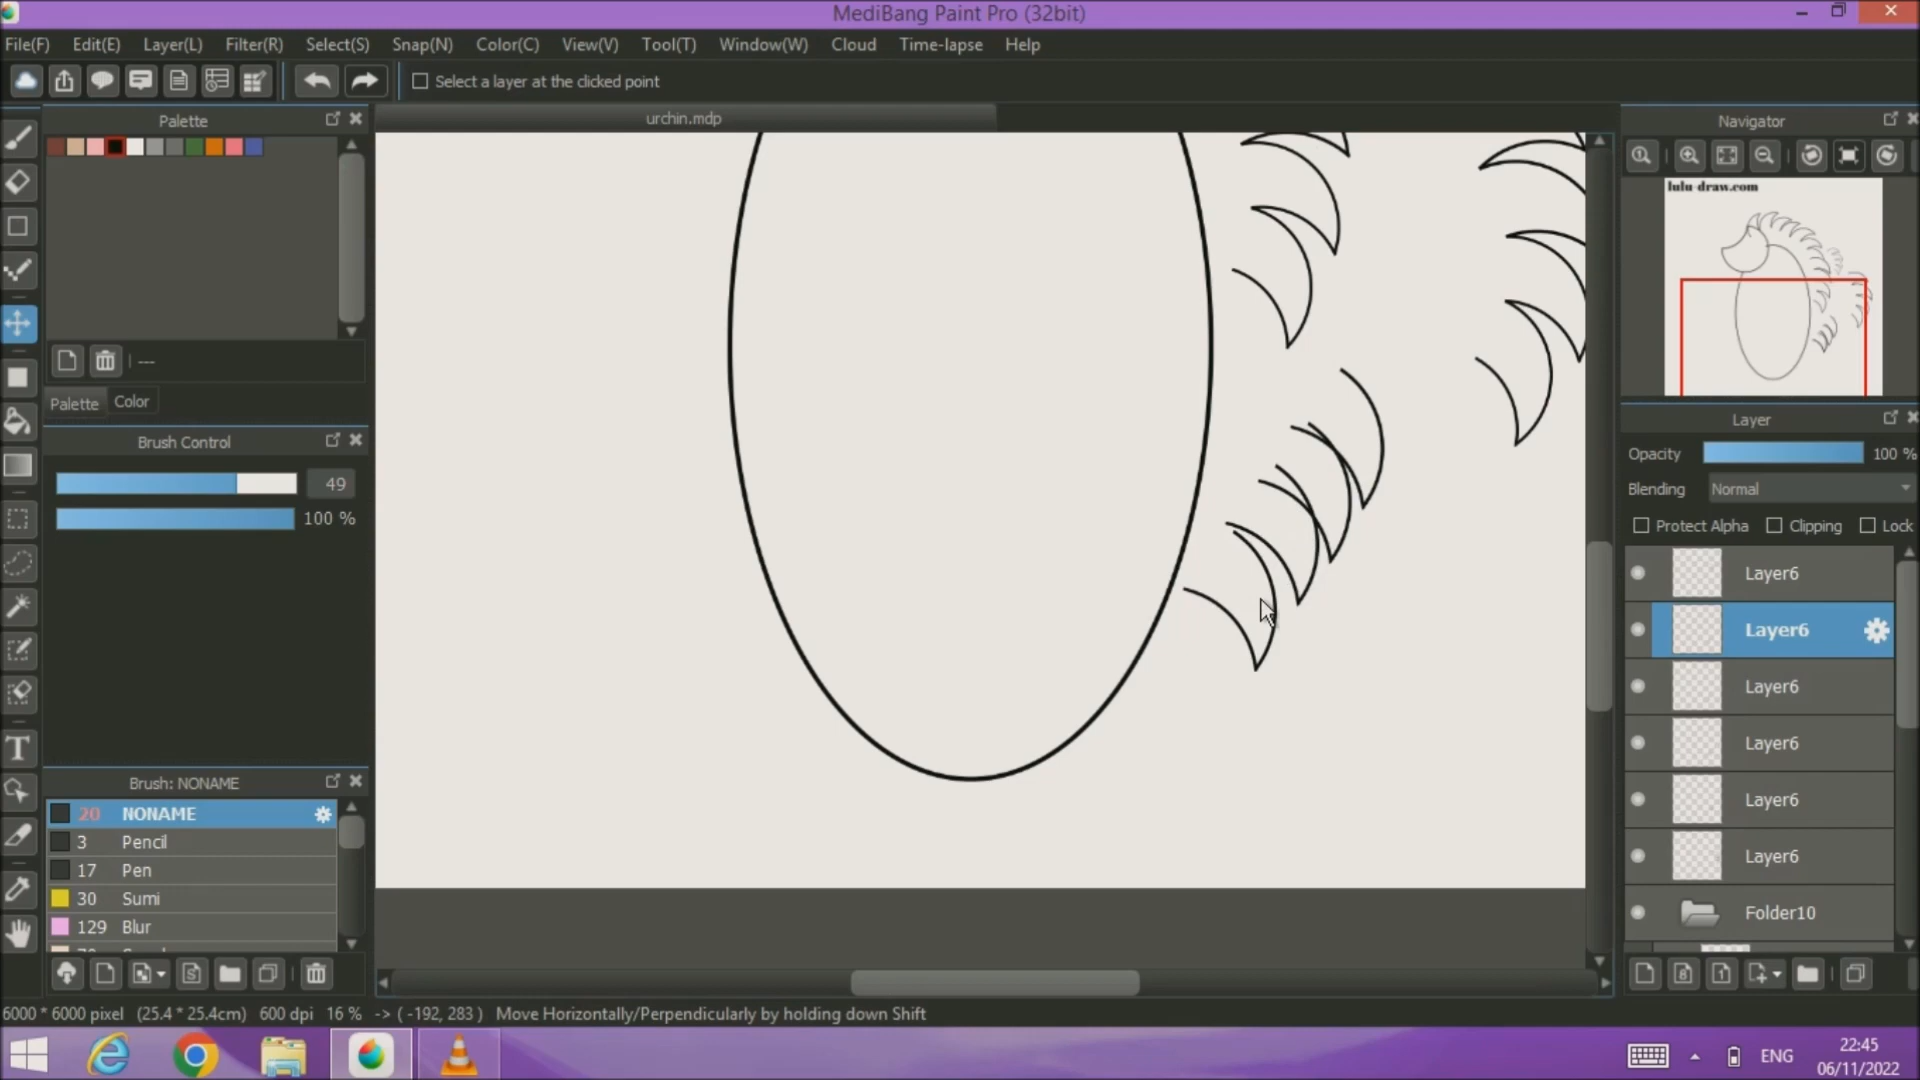 MediBang Paint Pro (32bit)
File(F) Edit(E) Layer(L) Filter(R) Select(S) Snap(N) Color(C) View(V) Tool(T) Window(W) Cloud Time-lapse Help
Select a layer at the clicked point
Palette
urchin.mdp
Navigator
lulu-draw.com
---
Palette Color
Brush Control
49
100 %
Layer
Opacity 100 %
Blending Normal
Protect Alpha Clipping Lock
Layer6
Layer6
Layer6
Layer6
Layer6
Layer6
Folder10
Brush: NONAME
20 NONAME
3 Pencil
17 Pen
30 Sumi
129 Blur
6000 * 6000 pixel (25.4 * 25.4cm) 600 dpi 16 % -> ( -192, 283 ) Move Horizontally/Perpendicularly by holding down Shift
ENG
22:45
06/11/2022